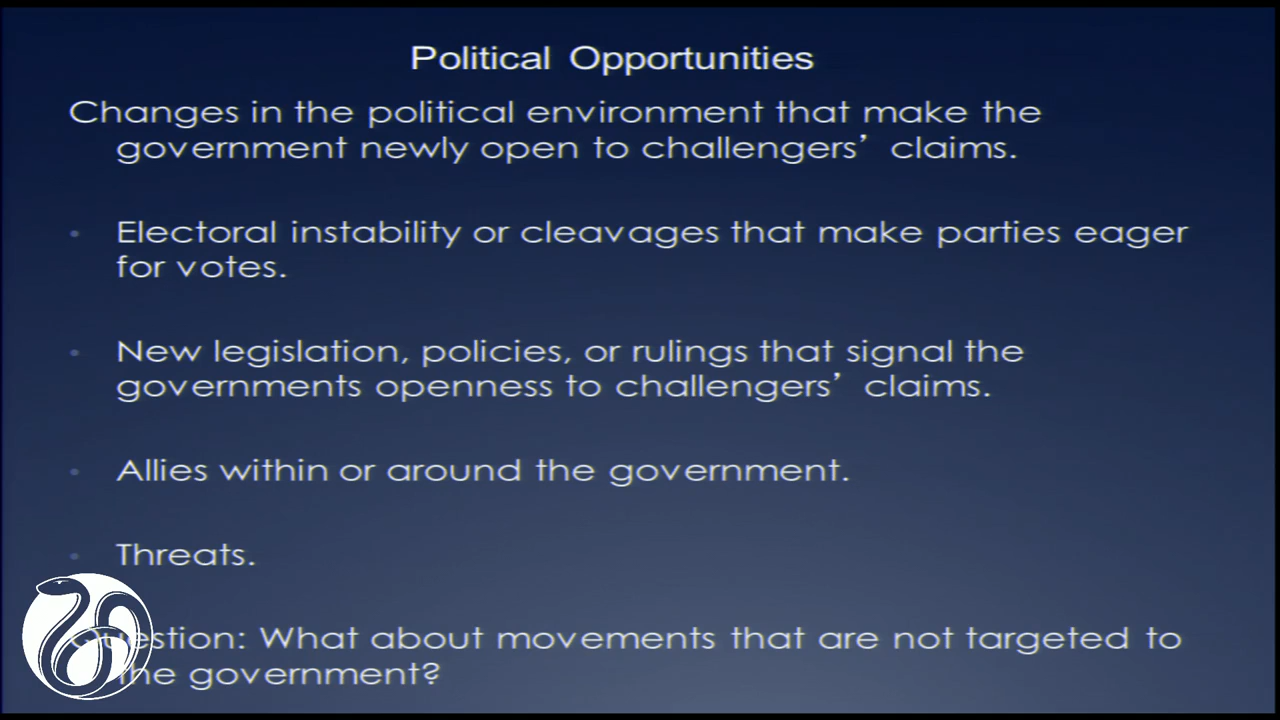 Political Opportunities
Changes in the political environment that make the
government newly open to challengers’ claims.
• Electoral instability or cleavages that make parties eager
for votes.
• New legislation, policies, or rulings that signal the
governments openness to challengers’ claims.
• Allies within or around the government.
• Threats.
Question: What about movements that are not targeted to
the government?